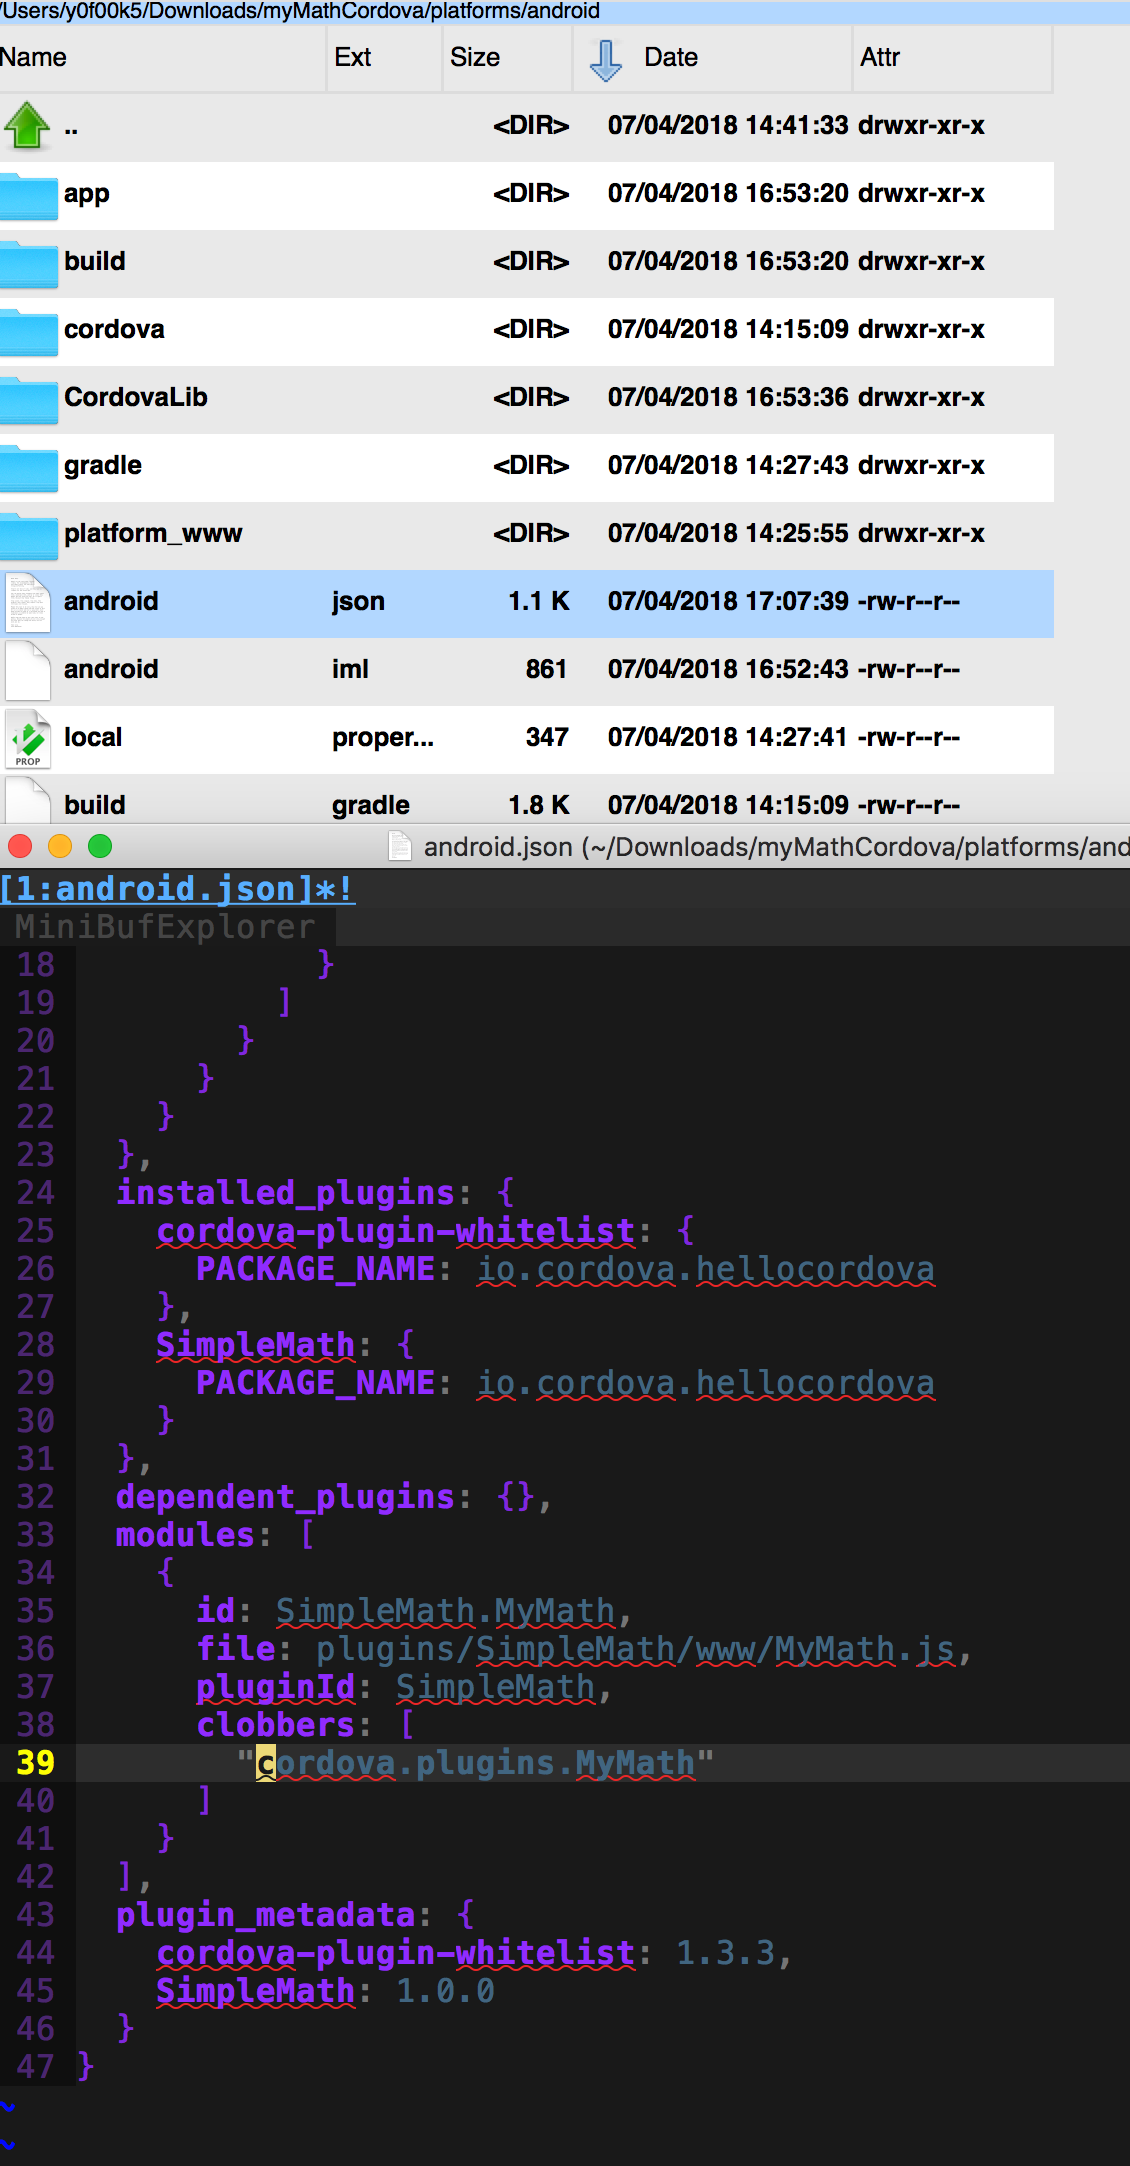 /Users/y0f00k5/Downloads/myMathCordova/platforms/android
Name Ext Size Date Attr
.. <DIR> 07/04/2018 14:41:33 drwxr-xr-x
app <DIR> 07/04/2018 16:53:20 drwxr-xr-x
build <DIR> 07/04/2018 16:53:20 drwxr-xr-x
cordova <DIR> 07/04/2018 14:15:09 drwxr-xr-x
CordovaLib <DIR> 07/04/2018 16:53:36 drwxr-xr-x
gradle <DIR> 07/04/2018 14:27:43 drwxr-xr-x
platform_www <DIR> 07/04/2018 14:25:55 drwxr-xr-x
android json 1.1 K 07/04/2018 17:07:39 -rw-r--r--
android iml 861 07/04/2018 16:52:43 -rw-r--r--
PROP local proper... 347 07/04/2018 14:27:41 -rw-r--r--
build gradle 1.8 K 07/04/2018 14:15:09 -rw-r--r--
android.json (~/Downloads/myMathCordova/platforms/and
[1:android.json]*!
MiniBufExplorer
18 }
19 ]
20 }
21 }
22 }
23 },
24 installed_plugins: {
25 cordova-plugin-whitelist: {
26 PACKAGE_NAME: io.cordova.hellocordova
27 },
28 SimpleMath: {
29 PACKAGE_NAME: io.cordova.hellocordova
30 }
31 },
32 dependent_plugins: {},
33 modules: [
34 {
35 id: SimpleMath.MyMath,
36 file: plugins/SimpleMath/www/MyMath.js,
37 pluginId: SimpleMath,
38 clobbers: [
39 "cordova.plugins.MyMath"
40 ]
41 }
42 ],
43 plugin_metadata: {
44 cordova-plugin-whitelist: 1.3.3,
45 SimpleMath: 1.0.0
46 }
47 }
~
~